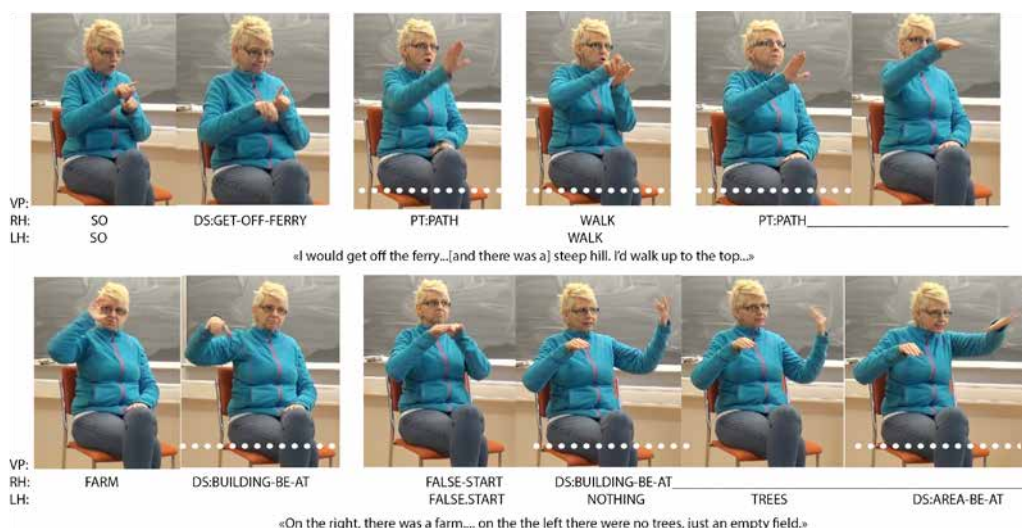 VP:
RH: SO DS:GET-OFF-FERRY PT:PATH WALK PT:PATH
LH: SO WALK
«I would get off the ferry...[and there was a] steep hill. I'd walk up to the top...»
VP:
RH: FARM DS:BUILDING-BE-AT FALSE-START DS:BUILDING-BE-AT
LH: FALSE.START NOTHING TREES DS:AREA-BE-AT
«On the right, there was a farm.... on the the left there were no trees, just an empty field.»